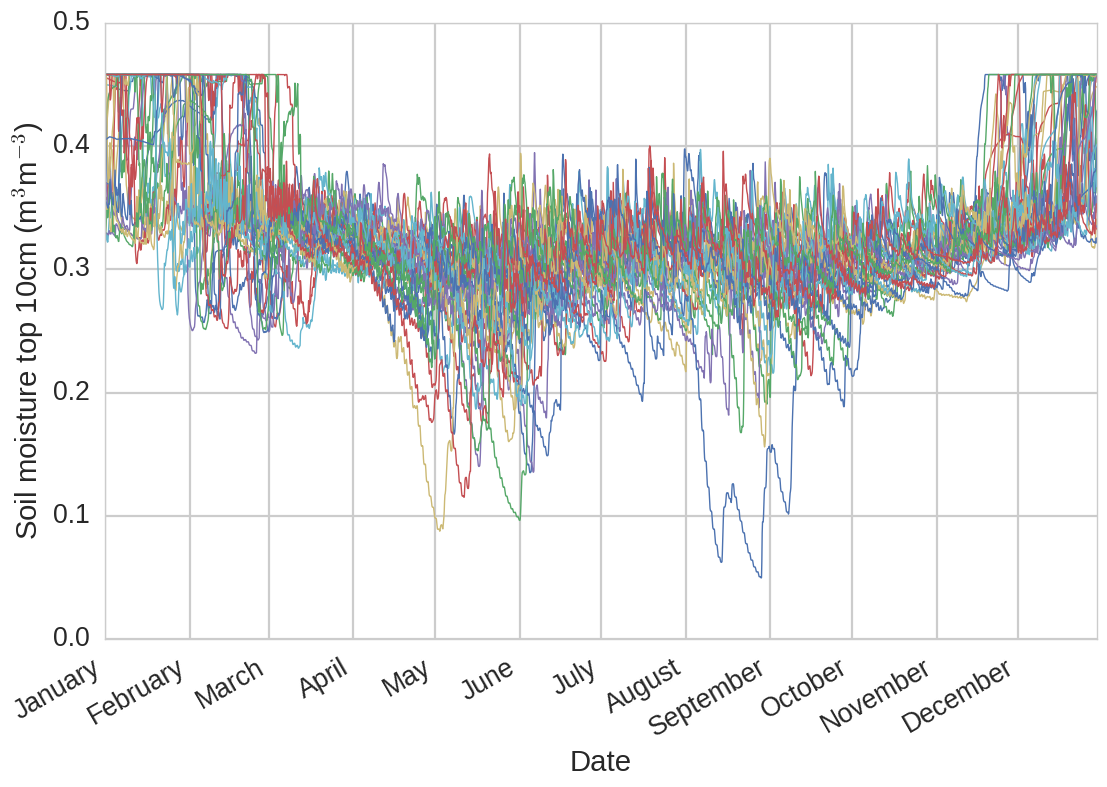 Soil moisture top 10cm (m³m⁻³)
0.5
0.4
0.3
0.2
0.1
0.0
January
February
March
April
May
June
July
August
September
October
November
December
Date